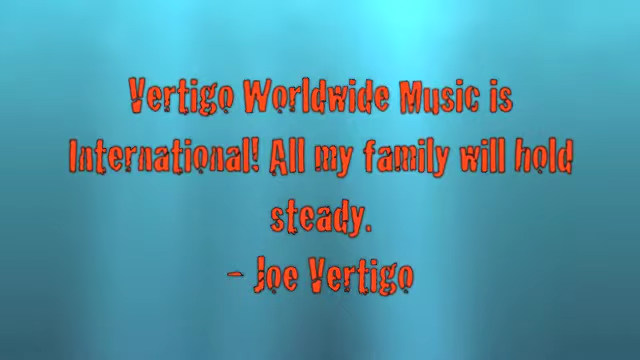 Vertigo Worldwide Music is
International! All my family will hold
steady.
- Joe Vertigo